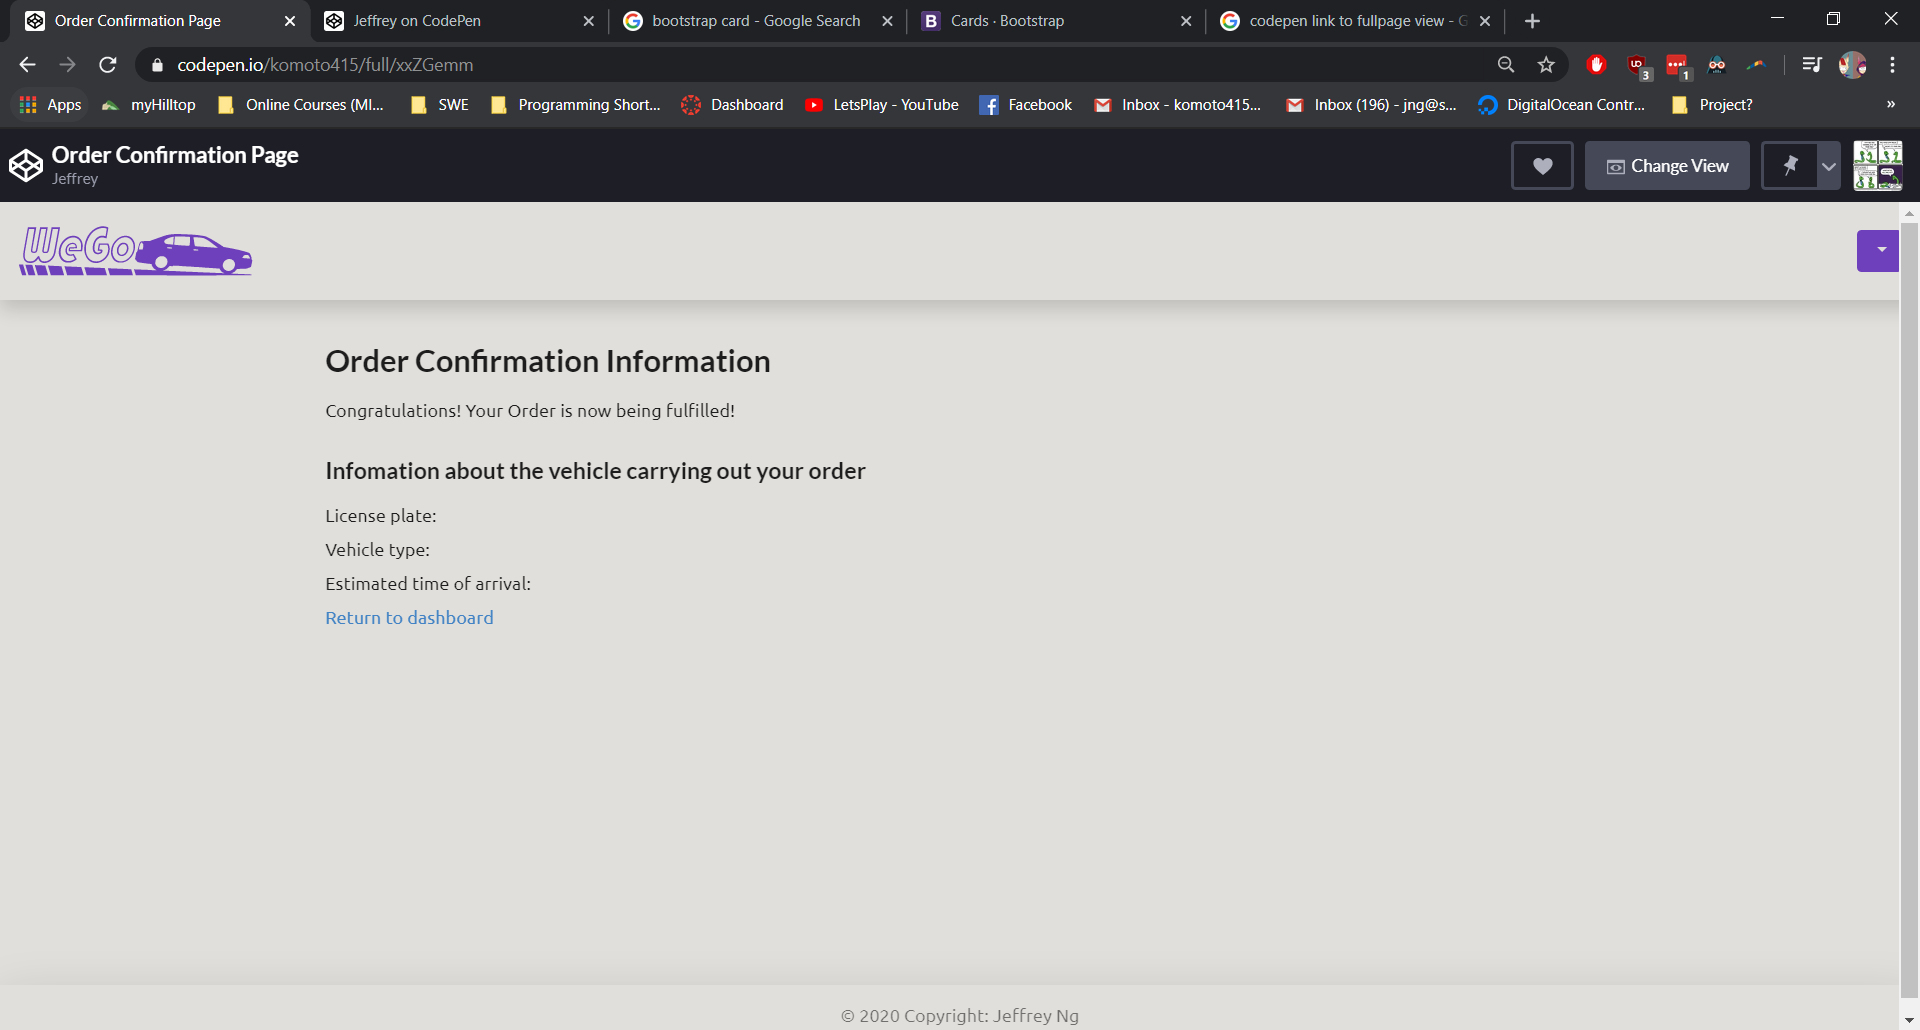 Order Confirmation Page
Jeffrey on CodePen
bootstrap card - Google Search
Cards · Bootstrap
codepen link to fullpage view - G
codepen.io/komoto415/full/xxZGemm
3
1
Apps
myHilltop
Online Courses (MI...
SWE
Programming Short...
Dashboard
LetsPlay - YouTube
Facebook
Inbox - komoto415...
Inbox (196) - jng@s...
DigitalOcean Contr...
Project?
»
Order Confirmation Page
Jeffrey
Change View
WeGo
Order Confirmation Information
Congratulations! Your Order is now being fulfilled!
Infomation about the vehicle carrying out your order
License plate:
Vehicle type:
Estimated time of arrival:
Return to dashboard
© 2020 Copyright: Jeffrey Ng